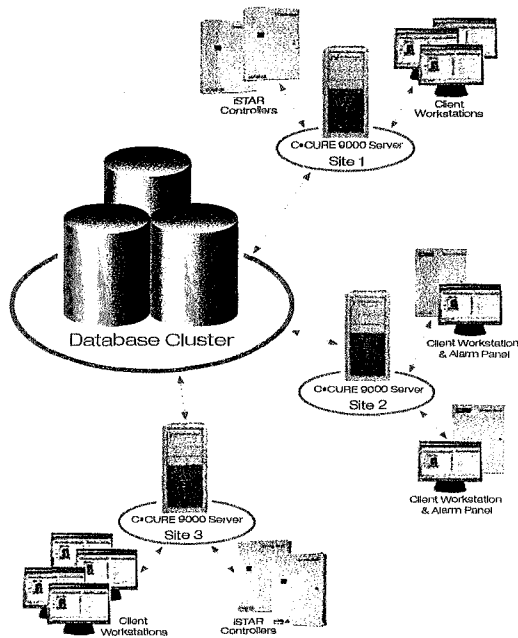 iSTAR
Controllers
Client
Workstations
C•CURE 9000 Server
Site 1
Database Cluster
Client Workstation
& Alarm Panel
C•CURE 9000 Server
Site 2
Client Workstation
& Alarm Panel
C•CURE 9000 Server
Site 3
Client
Workstations
iSTAR
Controllers